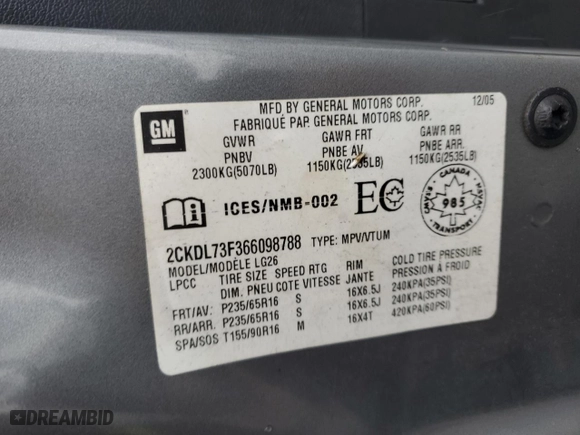 GM
MFD BY GENERAL MOTORS CORP. 12/05
FABRIQUÉ PAR GENERAL MOTORS CORP.
GVWR GAWR FRT GAWR RR
PNBV PNBE AV PNBE ARR.
2300KG(5070LB) 1150KG(2535LB) 1150KG(2535LB)
ICES/NMB-002 EC CANADA 985 TRANSPORT
2CKDL73F366098788 TYPE: MPV/VTUM
MODEL/MODÈLE LG26
LPCC TIRE SIZE SPEED RTG RIM COLD TIRE PRESSURE
DIM. PNEU COTE VITESSE JANTE PRESSION A FROID
FRT/AV: P235/65R16 S 16X6.5J 240KPA(35PSI)
RR/ARR: P235/65R16 S 16X6.5J 240KPA(35PSI)
SPA/SOS T155/90R16 M 16X4T 420KPA(60PSI)
DREAMBID